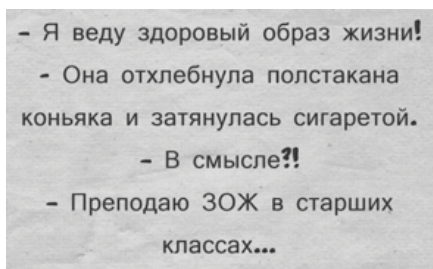 - Я веду здоровый образ жизни!
- Она отхлебнула полстакана
коньяка и затянулась сигаретой.
- В смысле?!
- Преподаю ЗОЖ в старших
классах...